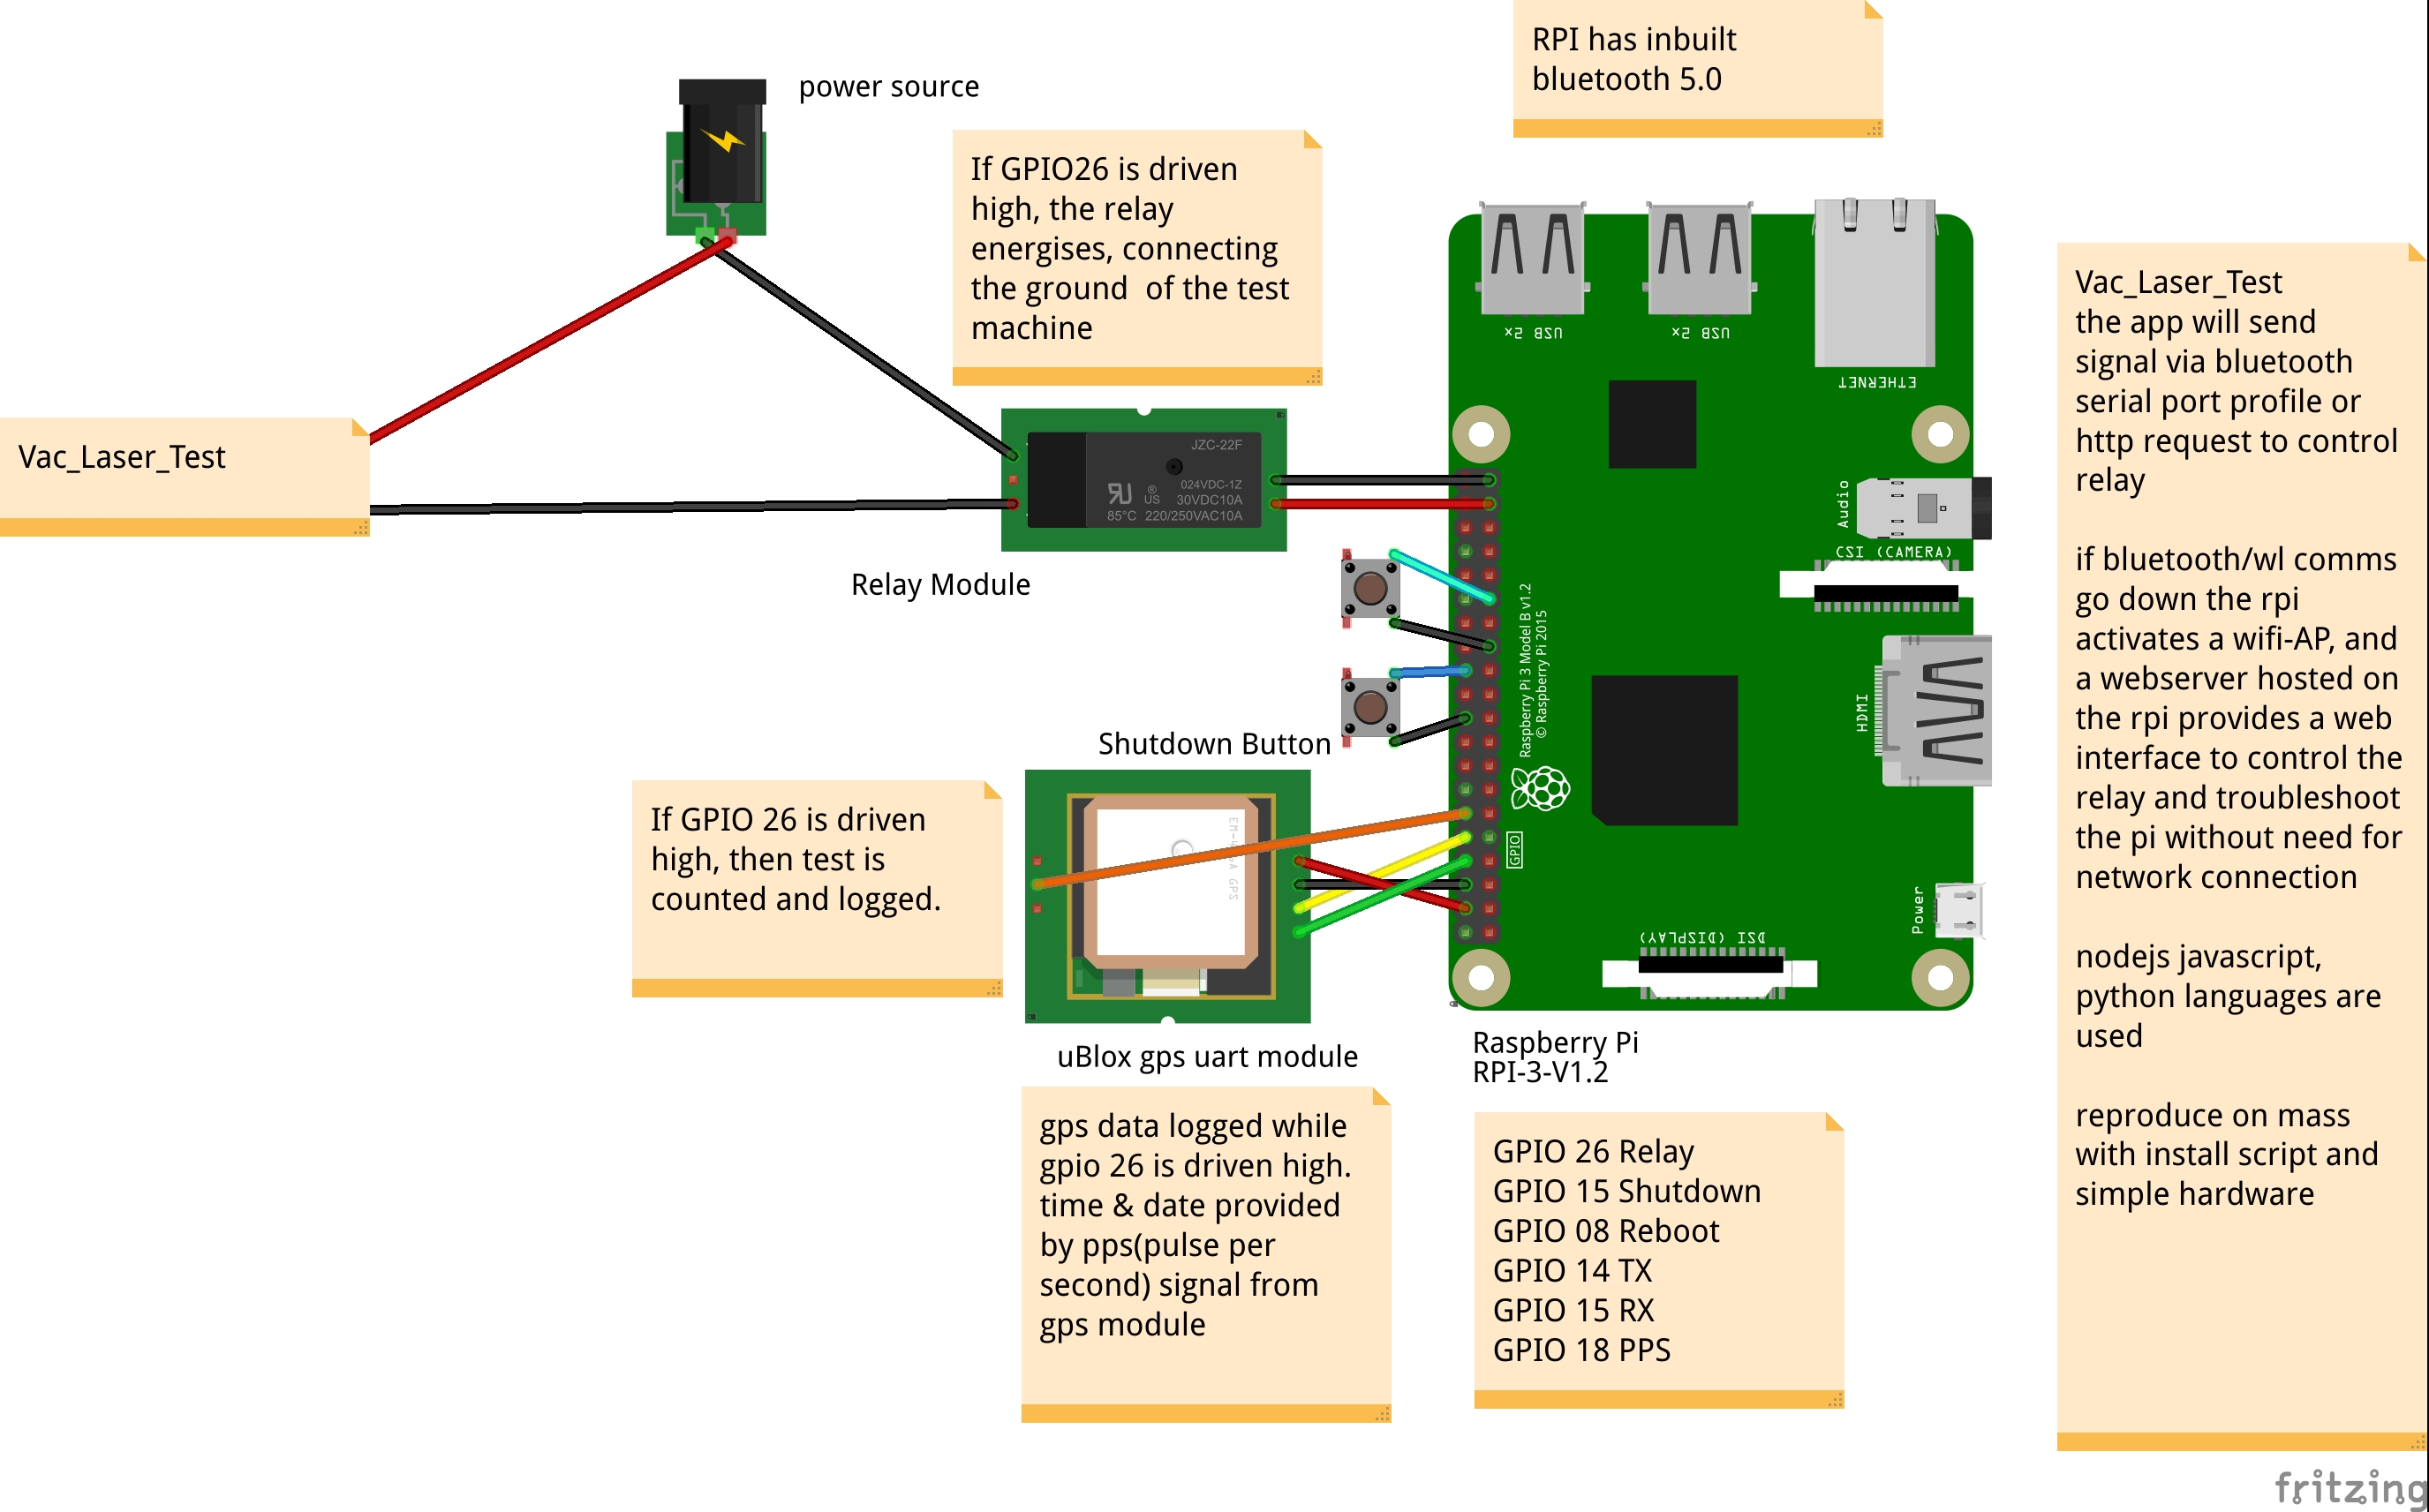 RPI has inbuilt
bluetooth 5.0
power source
If GPIO26 is driven
high, the relay
energises, connecting
the ground  of the test
machine
Vac_Laser_Test
JZC-22F
024VDC-1Z
® US 30VDC10A
85°C 220/250VAC10A
Relay Module
Shutdown Button
If GPIO 26 is driven
high, then test is
counted and logged.
uBlox gps uart module
gps data logged while
gpio 26 is driven high.
time & date provided
by pps(pulse per
second) signal from
gps module
USB 2x
USB 2x
ETHERNET
Audio
CSI (CAMERA)
HDMI
Raspberry Pi 3 Model B v1.2
© Raspberry Pi 2015
GPIO
Power
DSI (DISPLAY)
Raspberry Pi
RPI-3-V1.2
GPIO 26 Relay
GPIO 15 Shutdown
GPIO 08 Reboot
GPIO 14 TX
GPIO 15 RX
GPIO 18 PPS
Vac_Laser_Test
the app will send
signal via bluetooth
serial port profile or
http request to control
relay
if bluetooth/wl comms
go down the rpi
activates a wifi-AP, and
a webserver hosted on
the rpi provides a web
interface to control the
relay and troubleshoot
the pi without need for
network connection
nodejs javascript,
python languages are
used
reproduce on mass
with install script and
simple hardware
fritzing